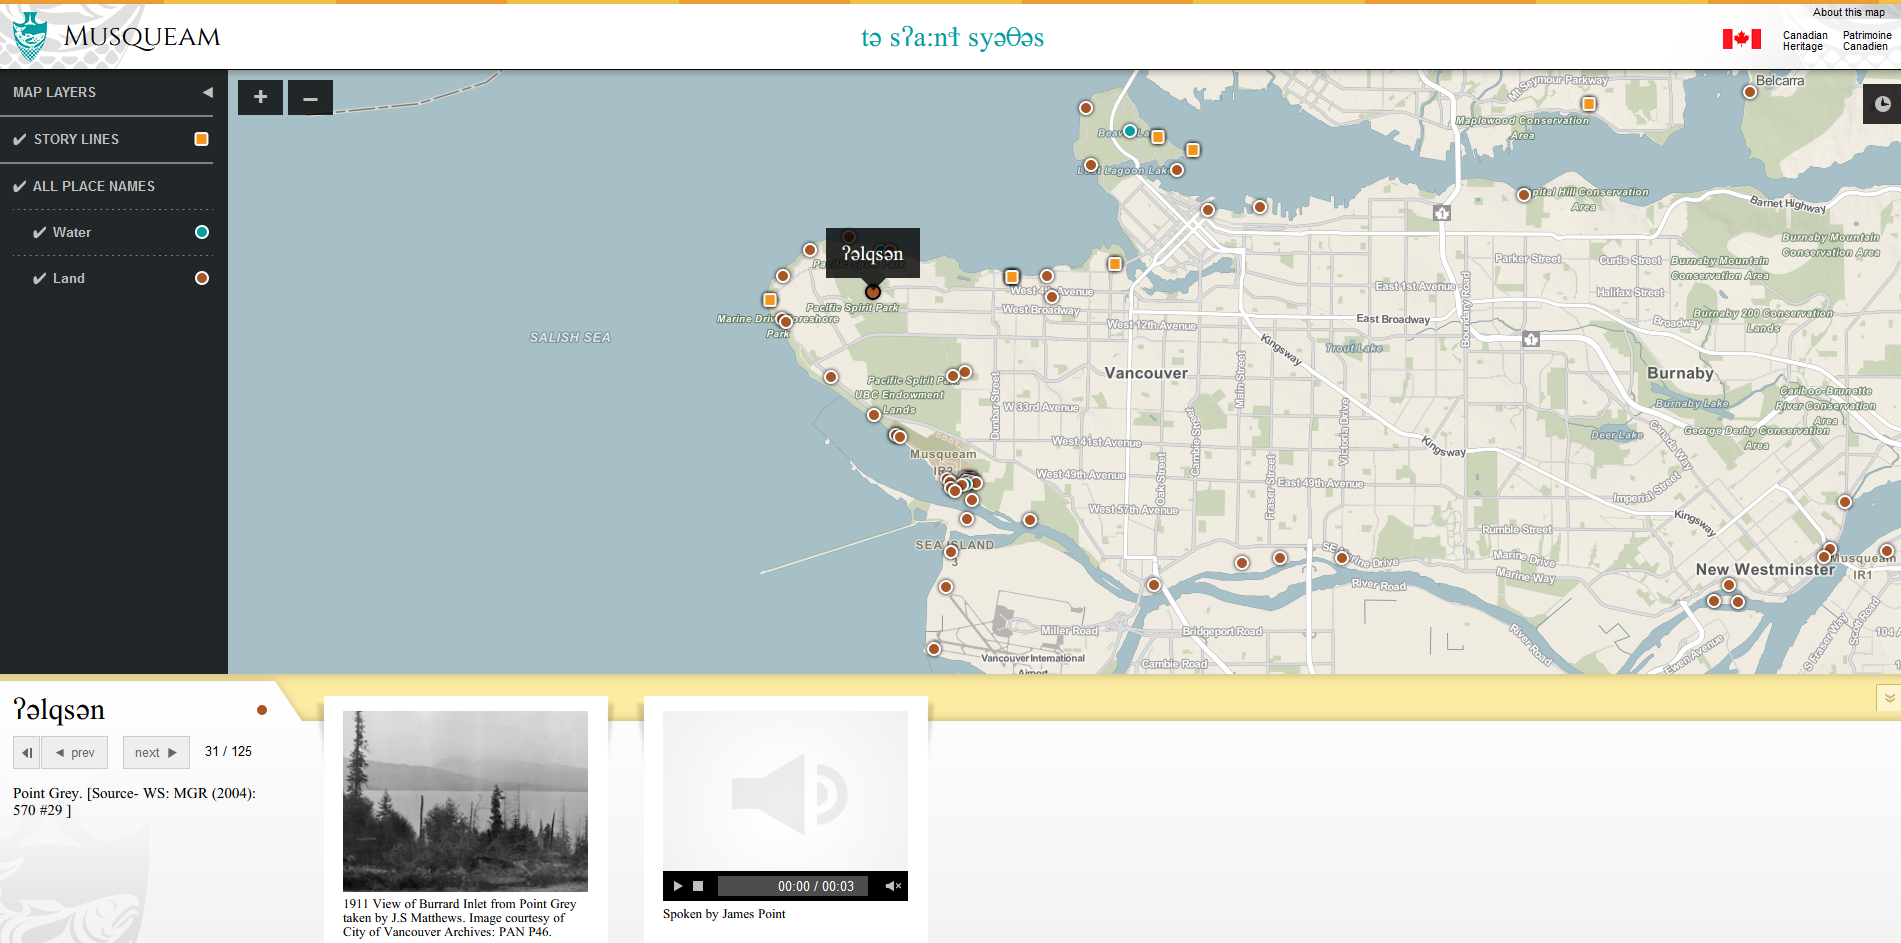 About this map
MUSQUEAM
tə sʔa:nɬ syəθəs
Canadian
Heritage
Patrimoine
Canadien
MAP LAYERS
STORY LINES
ALL PLACE NAMES
Water
Land
+
–
ʔəlqsən
Pacific Spirit Park
Marine Drive Foreshore
Park
SALISH SEA
Pacific Spirit Park
UBC Endowment
Lands
Musqueam
IR2
SEA ISLAND
3
Lost Lagoon Lake
Mt Seymour Parkway
Belcarra
Maplewood Conservation
Area
Capital Hill Conservation
Area
Barnet Highway
1
Burnaby Mountain
Conservation Area
Burnaby Mountain
Conservation Area
Parker Street
Curtis Street
Halifax Street
East 1st Avenue
Boundary Road
Burnaby 200 Conservation
Lands
Broadway
East Broadway
1
West 4th Avenue
West Broadway
West 12th Avenue
Kingsway
Trout Lake
Vancouver
Main Street
Burnaby
Burnaby Lake
Cariboo-Brunette
River Conservation
Area
Dunbar Street
W 33rd Avenue
Cambie Street
Victoria Drive
Deer Lake
Canada Way
George Derby Conservation
Area
West 41st Avenue
Kingsway
West 49th Avenue
Oak Street
Fraser Street
East 49th Avenue
Imperial Street
West 57th Avenue
Kingsway
Rumble Street
SE Marine Drive
Marine Drive
Marine Way
River Road
New Westminster
Musqueam
IR1
Miller Road
Bridgeport Road
River Road
Ewen Avenue
S Fraser Way
Scott Road
Vancouver International
Airport
Cambie Road
ʔəlqsən
prev
next
31 / 125
Point Grey. [Source- WS: MGR (2004):
570 #29 ]
1911 View of Burrard Inlet from Point Grey
taken by J.S Matthews. Image courtesy of
City of Vancouver Archives: PAN P46.
00:00 / 00:03
Spoken by James Point